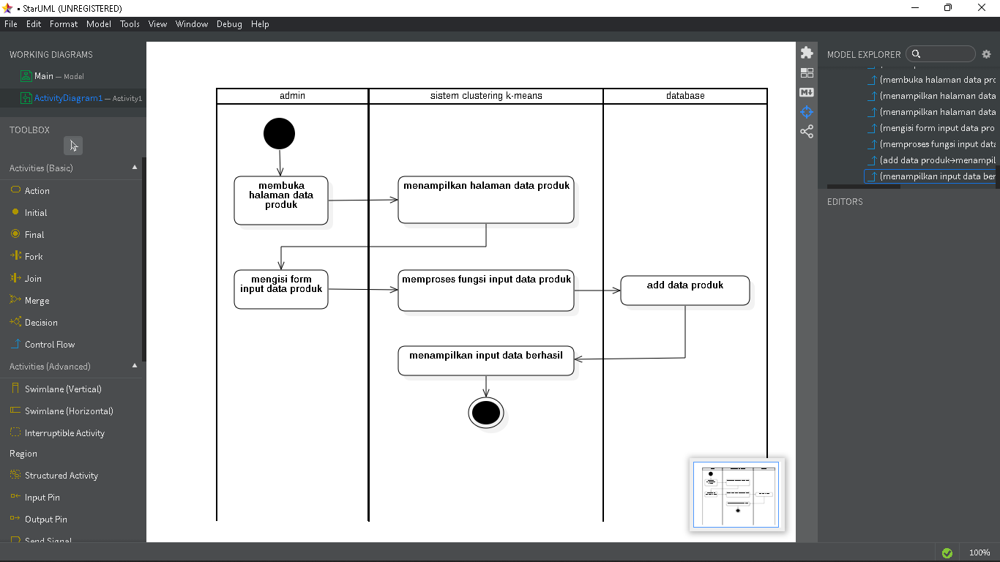 • StarUML (UNREGISTERED)
File Edit Format Model Tools View Window Debug Help
WORKING DIAGRAMS
Main — Model
ActivityDiagram1 — Activity1
TOOLBOX
Activities (Basic)
Action
Initial
Final
Fork
Join
Merge
Decision
Control Flow
Activities (Advanced)
Swimlane (Vertical)
Swimlane (Horizontal)
Interruptible Activity
Region
Structured Activity
Input Pin
Output Pin
Send Signal
admin
sistem clustering k-means
database
membuka
halaman data
produk
menampilkan halaman data produk
mengisi form
input data produk
memproses fungsi input data produk
add data produk
menampilkan input data berhasil
MODEL EXPLORER
(membuka halaman data pro
(menampilkan halaman data
(menampilkan halaman data
(mengisi form input data pro
(memproses fungsi input data
(add data produk→menampil
(menampilkan input data ber
EDITORS
100%